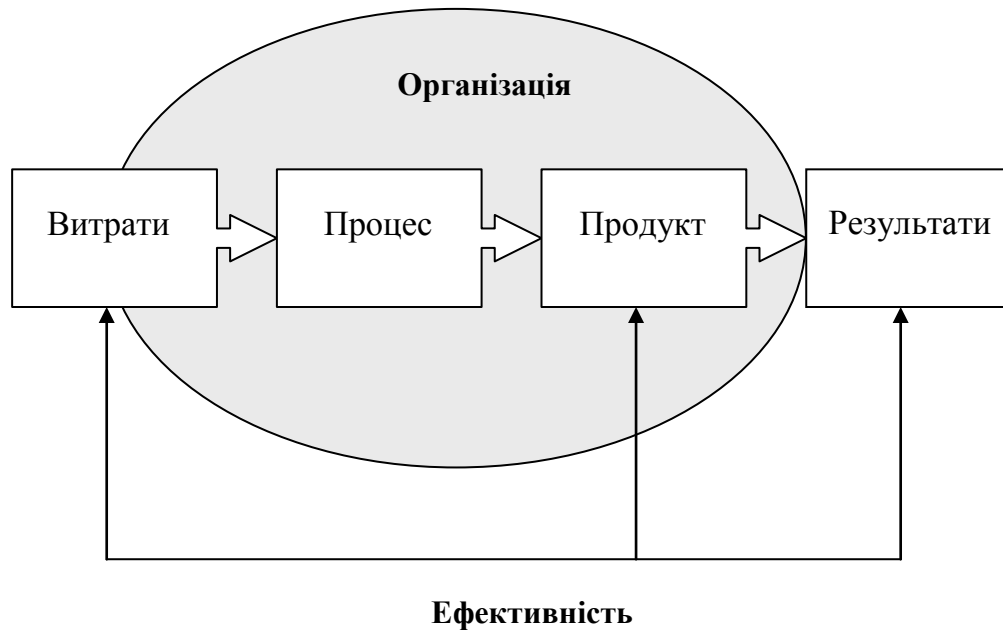 Організація
Витрати
Процес
Продукт
Результати
Ефективність